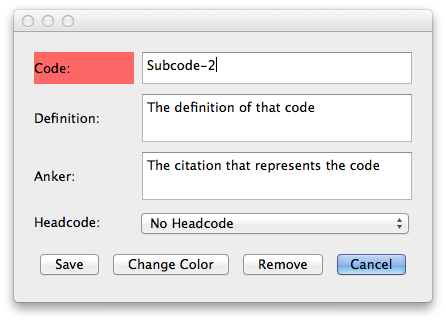 Code:
Subcode-2
Definition:
The definition of that code
Anker:
The citation that represents the code
Headcode:
No Headcode
Save
Change Color
Remove
Cancel